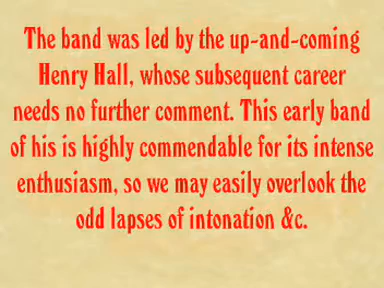 The band was led by the up-and-coming
Henry Hall, whose subsequent career
needs no further comment. This early band
of his is highly commendable for its intense
enthusiasm, so we may easily overlook the
odd lapses of intonation &c.